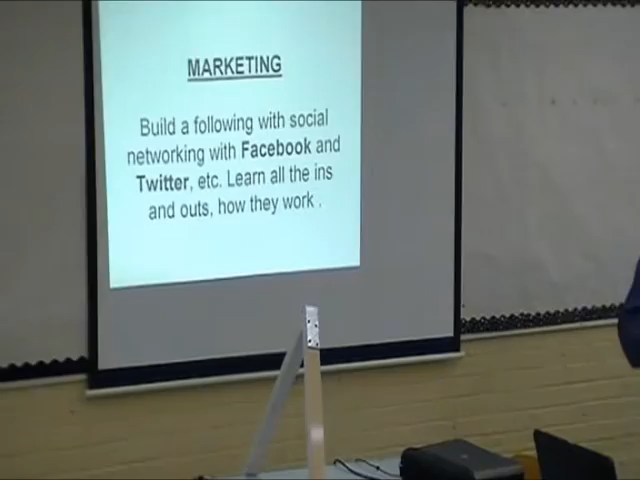 MARKETING
Build a following with social
networking with Facebook and
Twitter, etc. Learn all the ins
and outs, how they work .